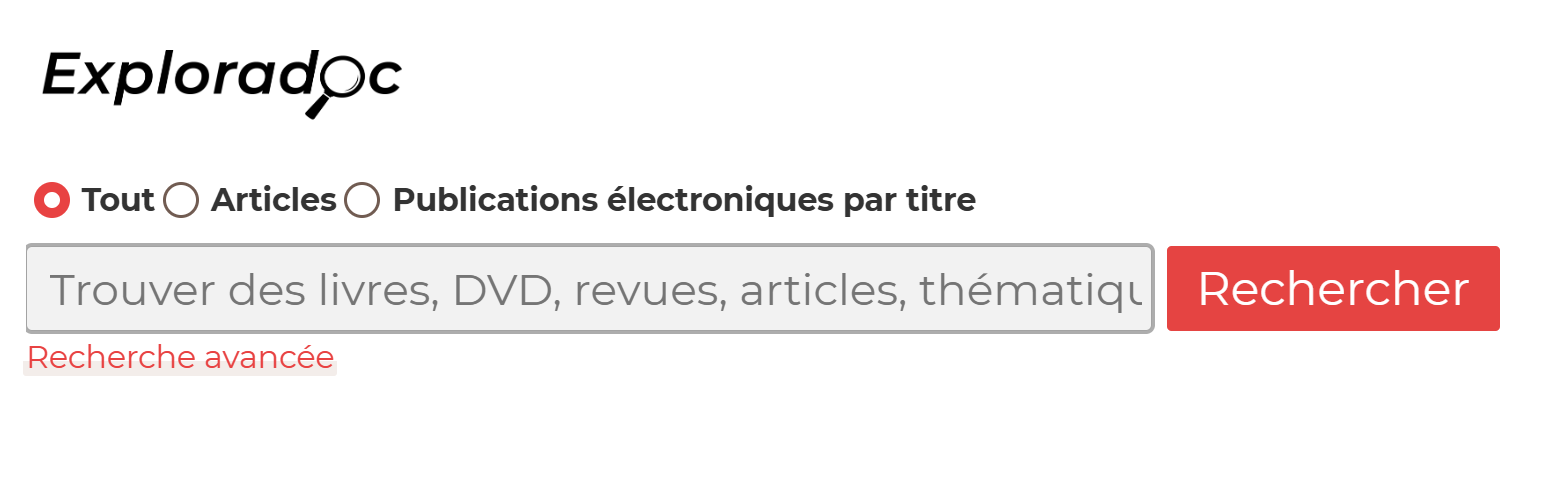 Exploradoc
Tout Articles Publications électroniques par titre
Trouver des livres, DVD, revues, articles, thématiqu
Rechercher
Recherche avancée